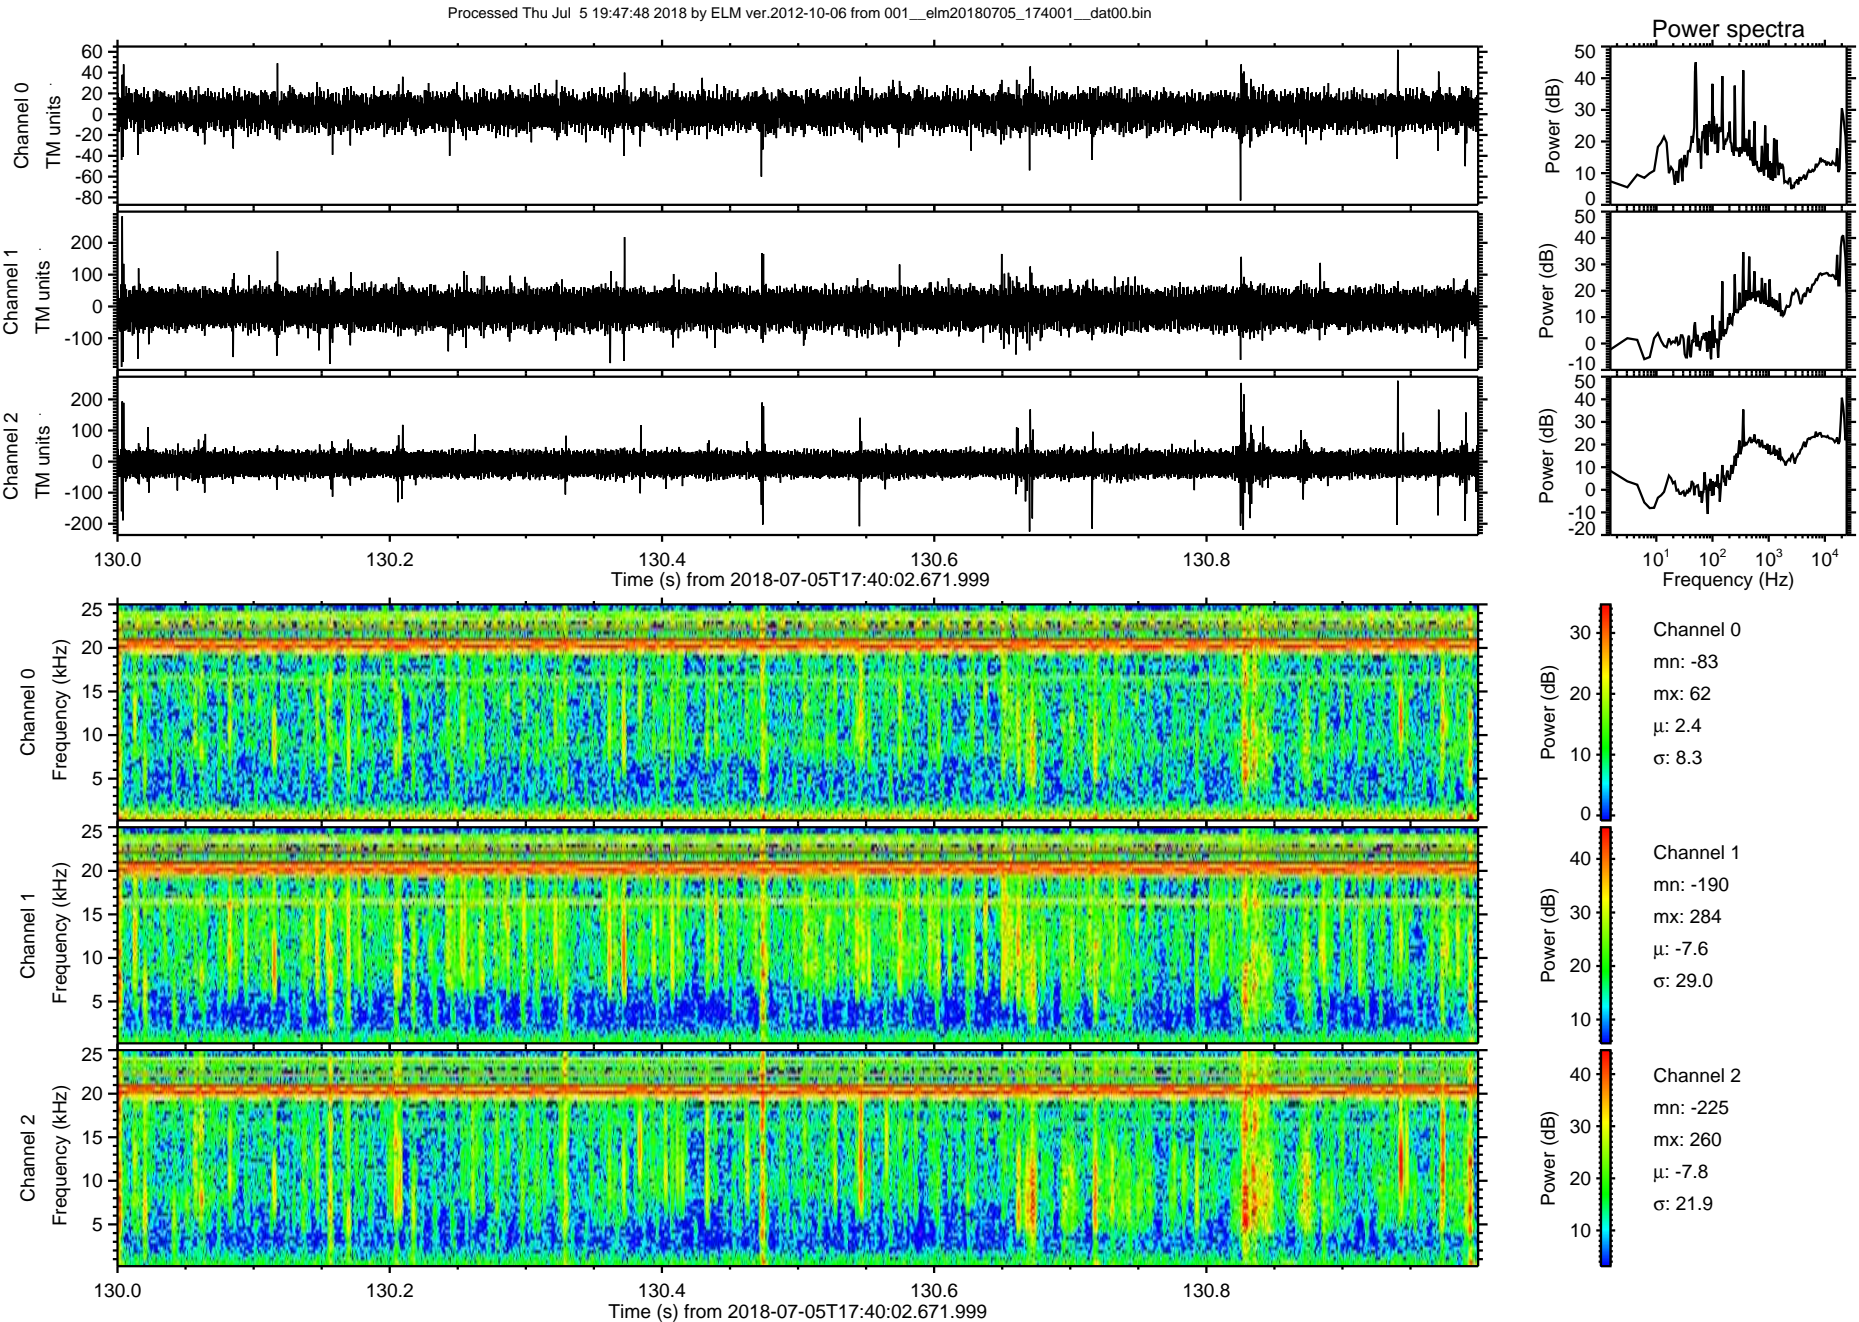 Processed Thu Jul  5 19:47:48 2018 by ELM ver.2012-10-06 from 001__elm20180705_174001__dat00.bin
Power spectra
Channel 0
TM units
60
40
20
0
-20
-40
-60
-80
Power (dB)
50
40
30
20
10
0
Channel 1
TM units
200
100
0
-100
Power (dB)
50
40
30
20
10
0
-10
Channel 2
TM units
200
100
0
-100
-200
Power (dB)
50
40
30
20
10
0
-10
-20
130.0 130.2 130.4 130.6 130.8
Time (s) from 2018-07-05T17:40:02.671.999
10^1 10^2 10^3 10^4
Frequency (Hz)
Channel 0
Frequency (kHz)
25
20
15
10
5
Power (dB)
30
20
10
0
Channel 0
mn: -83
mx: 62
μ: 2.4
σ: 8.3
Channel 1
Frequency (kHz)
25
20
15
10
5
Power (dB)
40
30
20
10
Channel 1
mn: -190
mx: 284
μ: -7.6
σ: 29.0
Channel 2
Frequency (kHz)
25
20
15
10
5
Power (dB)
40
30
20
10
Channel 2
mn: -225
mx: 260
μ: -7.8
σ: 21.9
130.0 130.2 130.4 130.6 130.8
Time (s) from 2018-07-05T17:40:02.671.999